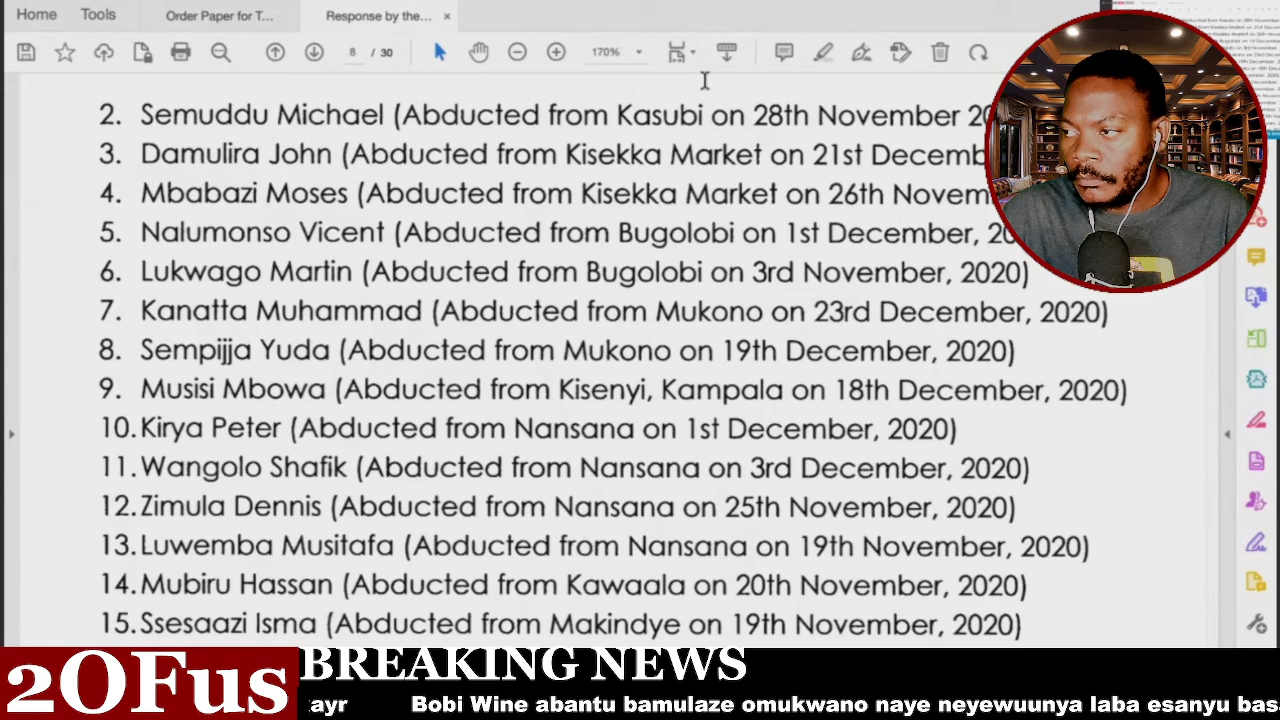 Home Tools Order Paper for T... Response by the... ×
8 / 30 170%
2. Semuddu Michael (Abducted from Kasubi on 28th November 20
3. Damulira John (Abducted from Kisekka Market on 21st Decemb
4. Mbabazi Moses (Abducted from Kisekka Market on 26th Novem
5. Nalumonso Vicent (Abducted from Bugolobi on 1st December, 20
6. Lukwago Martin (Abducted from Bugolobi on 3rd November, 2020)
7. Kanatta Muhammad (Abducted from Mukono on 23rd December, 2020)
8. Sempijja Yuda (Abducted from Mukono on 19th December, 2020)
9. Musisi Mbowa (Abducted from Kisenyi, Kampala on 18th December, 2020)
10. Kirya Peter (Abducted from Nansana on 1st December, 2020)
11. Wangolo Shafik (Abducted from Nansana on 3rd December, 2020)
12. Zimula Dennis (Abducted from Nansana on 25th November, 2020)
13. Luwemba Musitafa (Abducted from Nansana on 19th November, 2020)
14. Mubiru Hassan (Abducted from Kawaala on 20th November, 2020)
15. Ssesaazi Isma (Abducted from Makindye on 19th November, 2020)
2OFus BREAKING NEWS
ayr Bobi Wine abantu bamulaze omukwano naye neyewuunya laba esanyu bas